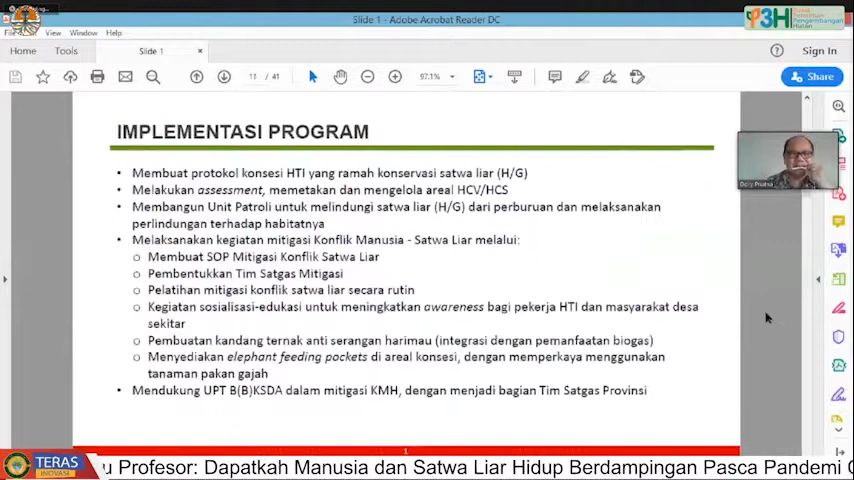 Slide 1 - Adobe Acrobat Reader DC
View Window Help
Home Tools Slide 1 × Sign In
11 / 41 97.1% Share
P3H
IMPLEMENTASI PROGRAM
• Membuat protokol konsesi HTI yang ramah konservasi satwa liar (H/G)
• Melakukan assessment, memetakan dan mengelola areal HCV/HCS
• Membangun Unit Patroli untuk melindungi satwa liar (H/G) dari perburuan dan melaksanakan
perlindungan terhadap habitatnya
• Melaksanakan kegiatan mitigasi Konflik Manusia - Satwa Liar melalui:
o Membuat SOP Mitigasi Konflik Satwa Liar
o Pembentukkan Tim Satgas Mitigasi
o Pelatihan mitigasi konflik satwa liar secara rutin
o Kegiatan sosialisasi-edukasi untuk meningkatkan awareness bagi pekerja HTI dan masyarakat desa
sekitar
o Pembuatan kandang ternak anti serangan harimau (integrasi dengan pemanfaatan biogas)
o Menyediakan elephant feeding pockets di areal konsesi, dengan memperkaya menggunakan
tanaman pakan gajah
• Mendukung UPT B(B)KSDA dalam mitigasi KMH, dengan menjadi bagian Tim Satgas Provinsi
1
TERAS
INOVASI
u Profesor: Dapatkah Manusia dan Satwa Liar Hidup Berdampingan Pasca Pandemi